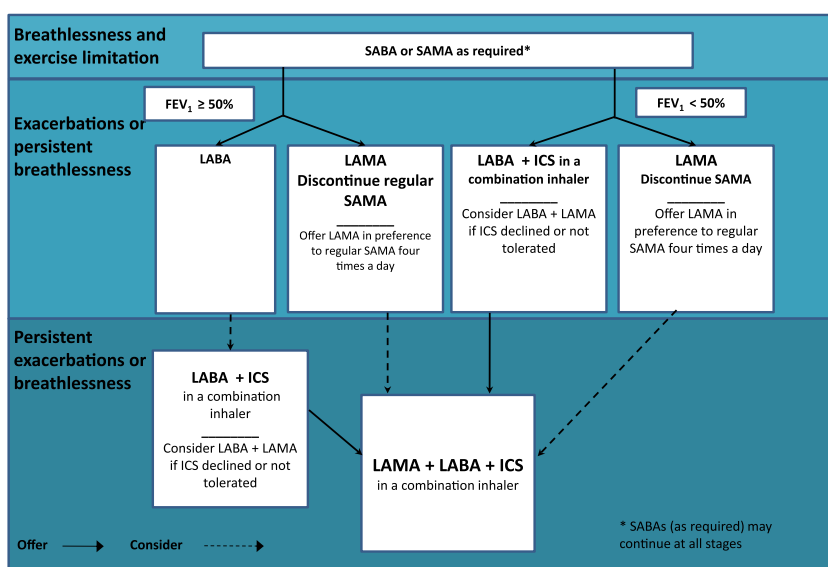 Breathlessness and
exercise limitation
SABA or SAMA as required*
FEV1 ≥ 50%
FEV1 < 50%
Exacerbations or
persistent
breathlessness
LABA
LAMA
Discontinue regular
SAMA
Offer LAMA in preference
to regular SAMA four
times a day
LABA + ICS in a
combination inhaler
Consider LABA + LAMA
if ICS declined or not
tolerated
LAMA
Discontinue SAMA
Offer LAMA in
preference to regular
SAMA four times a day
Persistent
exacerbations or
breathlessness
LABA + ICS
in a combination
inhaler
Consider LABA + LAMA
if ICS declined or not
tolerated
LAMA + LABA + ICS
in a combination inhaler
Offer
Consider
* SABAs (as required) may
continue at all stages